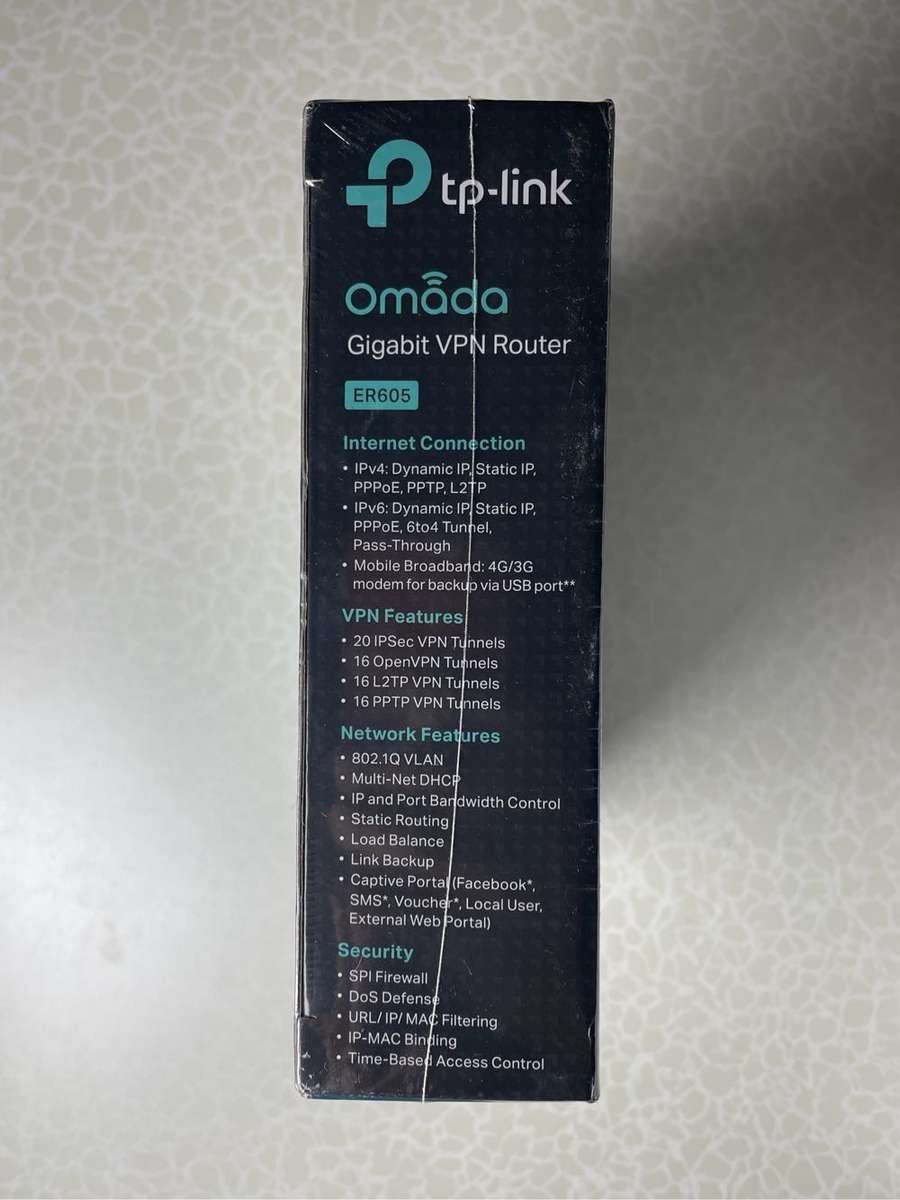 tp-link
Omada
Gigabit VPN Router
ER605
Internet Connection
• IPv4: Dynamic IP, Static IP,
PPPoE, PPTP, L2TP
• IPv6: Dynamic IP, Static IP,
PPPoE, 6to4 Tunnel,
Pass-Through
• Mobile Broadband: 4G/3G
modem for backup via USB port**
VPN Features
• 20 IPSec VPN Tunnels
• 16 OpenVPN Tunnels
• 16 L2TP VPN Tunnels
• 16 PPTP VPN Tunnels
Network Features
• 802.1Q VLAN
• Multi-Net DHCP
• IP and Port Bandwidth Control
• Static Routing
• Load Balance
• Link Backup
• Captive Portal (Facebook*,
SMS*, Voucher*, Local User,
External Web Portal)
Security
• SPI Firewall
• DoS Defense
• URL/ IP/ MAC Filtering
• IP-MAC Binding
• Time-Based Access Control